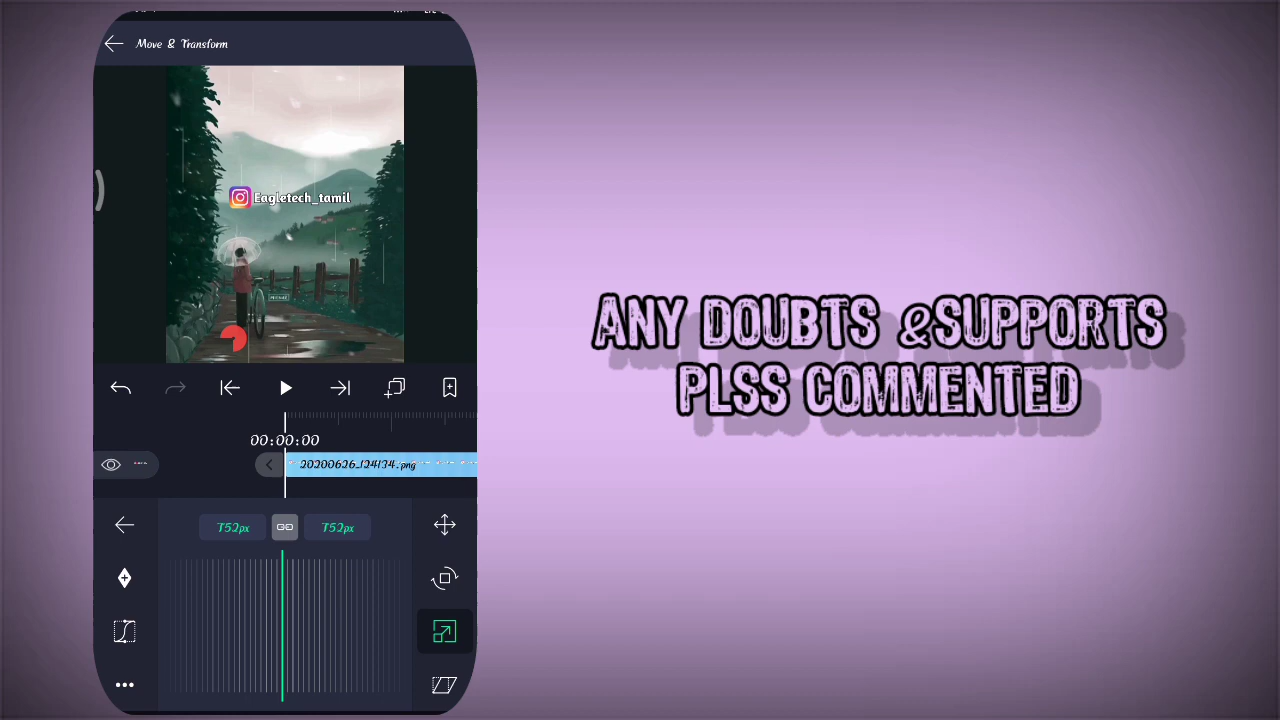 Move & Transform
Eagletech_tamil
00:00:00
20200626_124134.png
752px
752px
ANY DOUBTS &SUPPORTS
PLSS COMMENTED